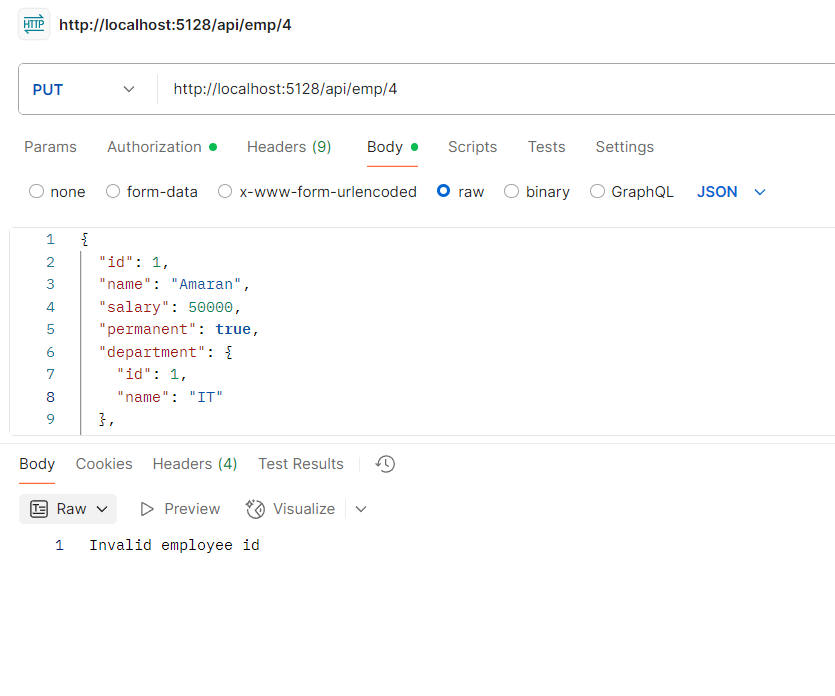 HTTP http://localhost:5128/api/emp/4
PUT http://localhost:5128/api/emp/4
Params Authorization Headers (9) Body Scripts Tests Settings
none form-data x-www-form-urlencoded raw binary GraphQL JSON
1 {
2 "id": 1,
3 "name": "Amaran",
4 "salary": 50000,
5 "permanent": true,
6 "department": {
7 "id": 1,
8 "name": "IT"
9 },
Body Cookies Headers (4) Test Results
Raw Preview Visualize
1 Invalid employee id